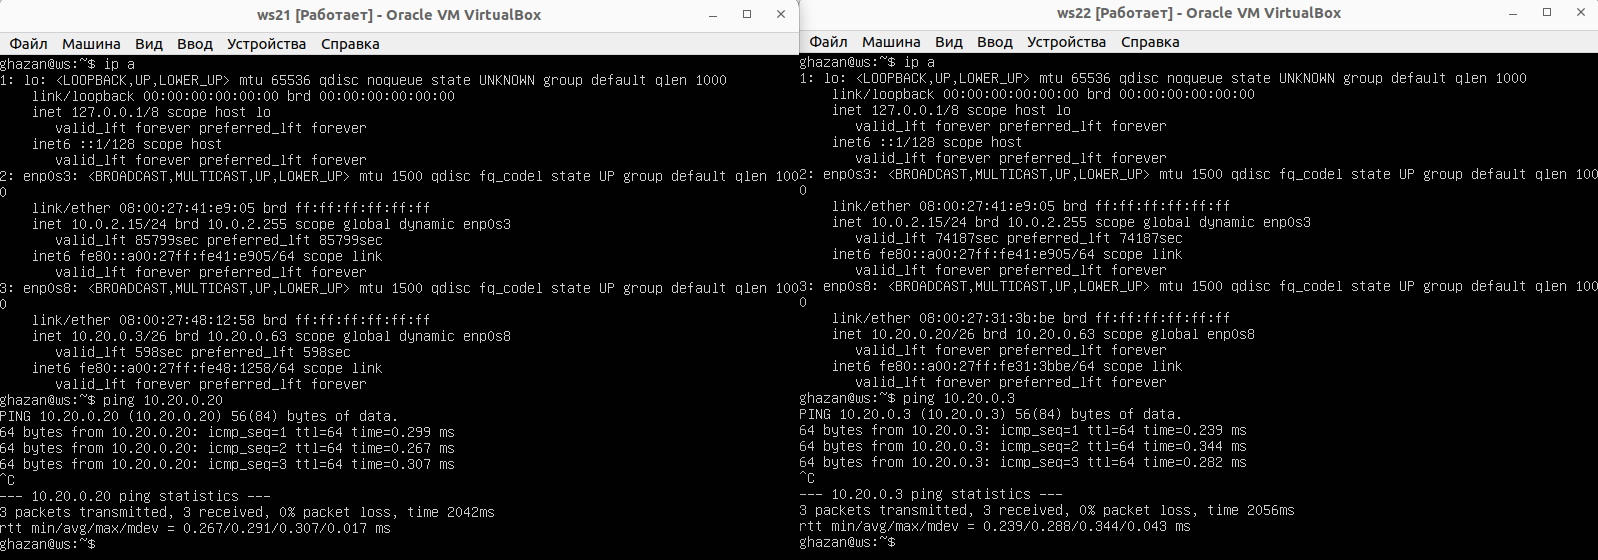 ws21 [Работает] - Oracle VM VirtualBox
Файл Машина Вид Ввод Устройства Справка
ghazan@ws:~$ ip a
1: lo: <LOOPBACK,UP,LOWER_UP> mtu 65536 qdisc noqueue state UNKNOWN group default qlen 1000
link/loopback 00:00:00:00:00:00 brd 00:00:00:00:00:00
inet 127.0.0.1/8 scope host lo
valid_lft forever preferred_lft forever
inet6 ::1/128 scope host
valid_lft forever preferred_lft forever
2: enp0s3: <BROADCAST,MULTICAST,UP,LOWER_UP> mtu 1500 qdisc fq_codel state UP group default qlen 100
0
link/ether 08:00:27:41:e9:05 brd ff:ff:ff:ff:ff:ff
inet 10.0.2.15/24 brd 10.0.2.255 scope global dynamic enp0s3
valid_lft 85799sec preferred_lft 85799sec
inet6 fe80::a00:27ff:fe41:e905/64 scope link
valid_lft forever preferred_lft forever
3: enp0s8: <BROADCAST,MULTICAST,UP,LOWER_UP> mtu 1500 qdisc fq_codel state UP group default qlen 100
0
link/ether 08:00:27:48:12:58 brd ff:ff:ff:ff:ff:ff
inet 10.20.0.3/26 brd 10.20.0.63 scope global dynamic enp0s8
valid_lft 598sec preferred_lft 598sec
inet6 fe80::a00:27ff:fe48:1258/64 scope link
valid_lft forever preferred_lft forever
ghazan@ws:~$ ping 10.20.0.20
PING 10.20.0.20 (10.20.0.20) 56(84) bytes of data.
64 bytes from 10.20.0.20: icmp_seq=1 ttl=64 time=0.299 ms
64 bytes from 10.20.0.20: icmp_seq=2 ttl=64 time=0.267 ms
64 bytes from 10.20.0.20: icmp_seq=3 ttl=64 time=0.307 ms
^C
--- 10.20.0.20 ping statistics ---
3 packets transmitted, 3 received, 0% packet loss, time 2042ms
rtt min/avg/max/mdev = 0.267/0.291/0.307/0.017 ms
ghazan@ws:~$
ws22 [Работает] - Oracle VM VirtualBox
Файл Машина Вид Ввод Устройства Справка
ghazan@ws:~$ ip a
1: lo: <LOOPBACK,UP,LOWER_UP> mtu 65536 qdisc noqueue state UNKNOWN group default qlen 1000
link/loopback 00:00:00:00:00:00 brd 00:00:00:00:00:00
inet 127.0.0.1/8 scope host lo
valid_lft forever preferred_lft forever
inet6 ::1/128 scope host
valid_lft forever preferred_lft forever
2: enp0s3: <BROADCAST,MULTICAST,UP,LOWER_UP> mtu 1500 qdisc fq_codel state UP group default qlen 100
0
link/ether 08:00:27:41:e9:05 brd ff:ff:ff:ff:ff:ff
inet 10.0.2.15/24 brd 10.0.2.255 scope global dynamic enp0s3
valid_lft 74187sec preferred_lft 74187sec
inet6 fe80::a00:27ff:fe41:e905/64 scope link
valid_lft forever preferred_lft forever
3: enp0s8: <BROADCAST,MULTICAST,UP,LOWER_UP> mtu 1500 qdisc fq_codel state UP group default qlen 100
0
link/ether 08:00:27:31:3b:be brd ff:ff:ff:ff:ff:ff
inet 10.20.0.20/26 brd 10.20.0.63 scope global enp0s8
valid_lft forever preferred_lft forever
inet6 fe80::a00:27ff:fe31:3bbe/64 scope link
valid_lft forever preferred_lft forever
ghazan@ws:~$ ping 10.20.0.3
PING 10.20.0.3 (10.20.0.3) 56(84) bytes of data.
64 bytes from 10.20.0.3: icmp_seq=1 ttl=64 time=0.239 ms
64 bytes from 10.20.0.3: icmp_seq=2 ttl=64 time=0.344 ms
64 bytes from 10.20.0.3: icmp_seq=3 ttl=64 time=0.282 ms
^C
--- 10.20.0.3 ping statistics ---
3 packets transmitted, 3 received, 0% packet loss, time 2056ms
rtt min/avg/max/mdev = 0.239/0.288/0.344/0.043 ms
ghazan@ws:~$